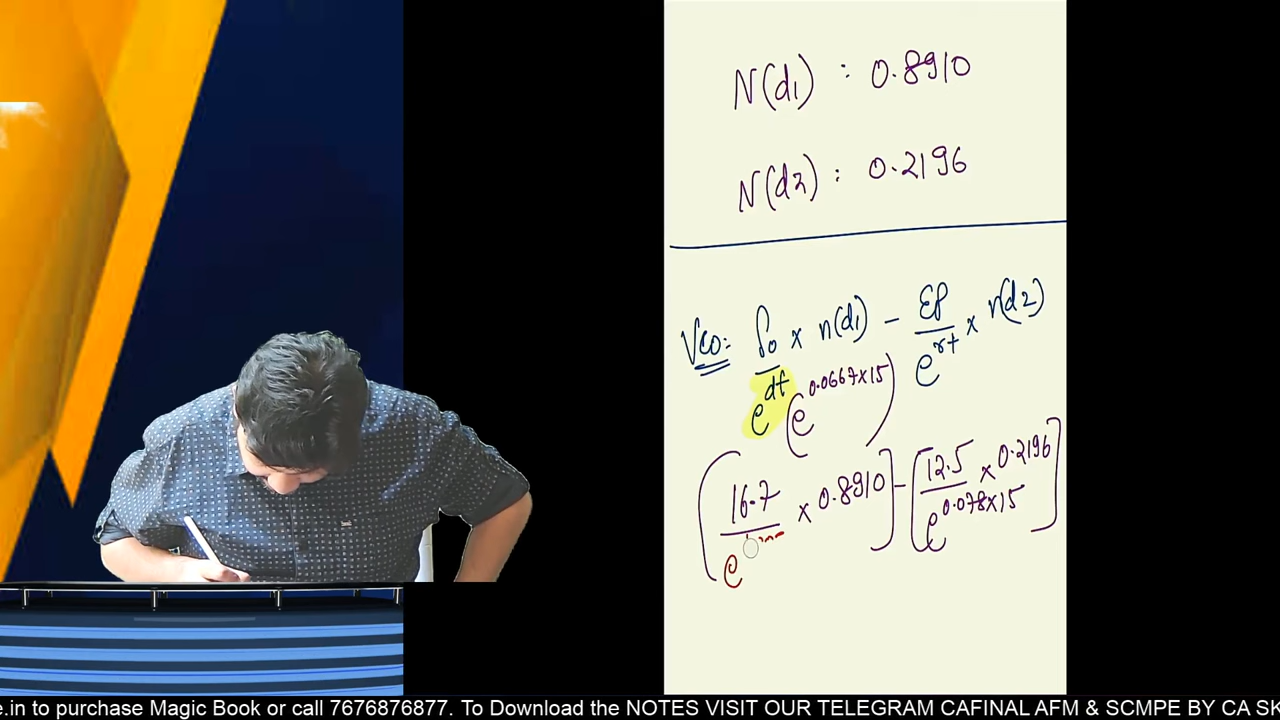 N(d1) : 0.8910
N(d2) : 0.2196
Vco: So/e^dt x n(d1) - EP/e^rt x n(d2)
(e^0.0667x15)
(16.7/e x 0.8910] - [12.5/e^0.078x15 x 0.2196]
e.in to purchase Magic Book or call 7676876877. To Download the NOTES VISIT OUR TELEGRAM CAFINAL AFM & SCMPE BY CA SK